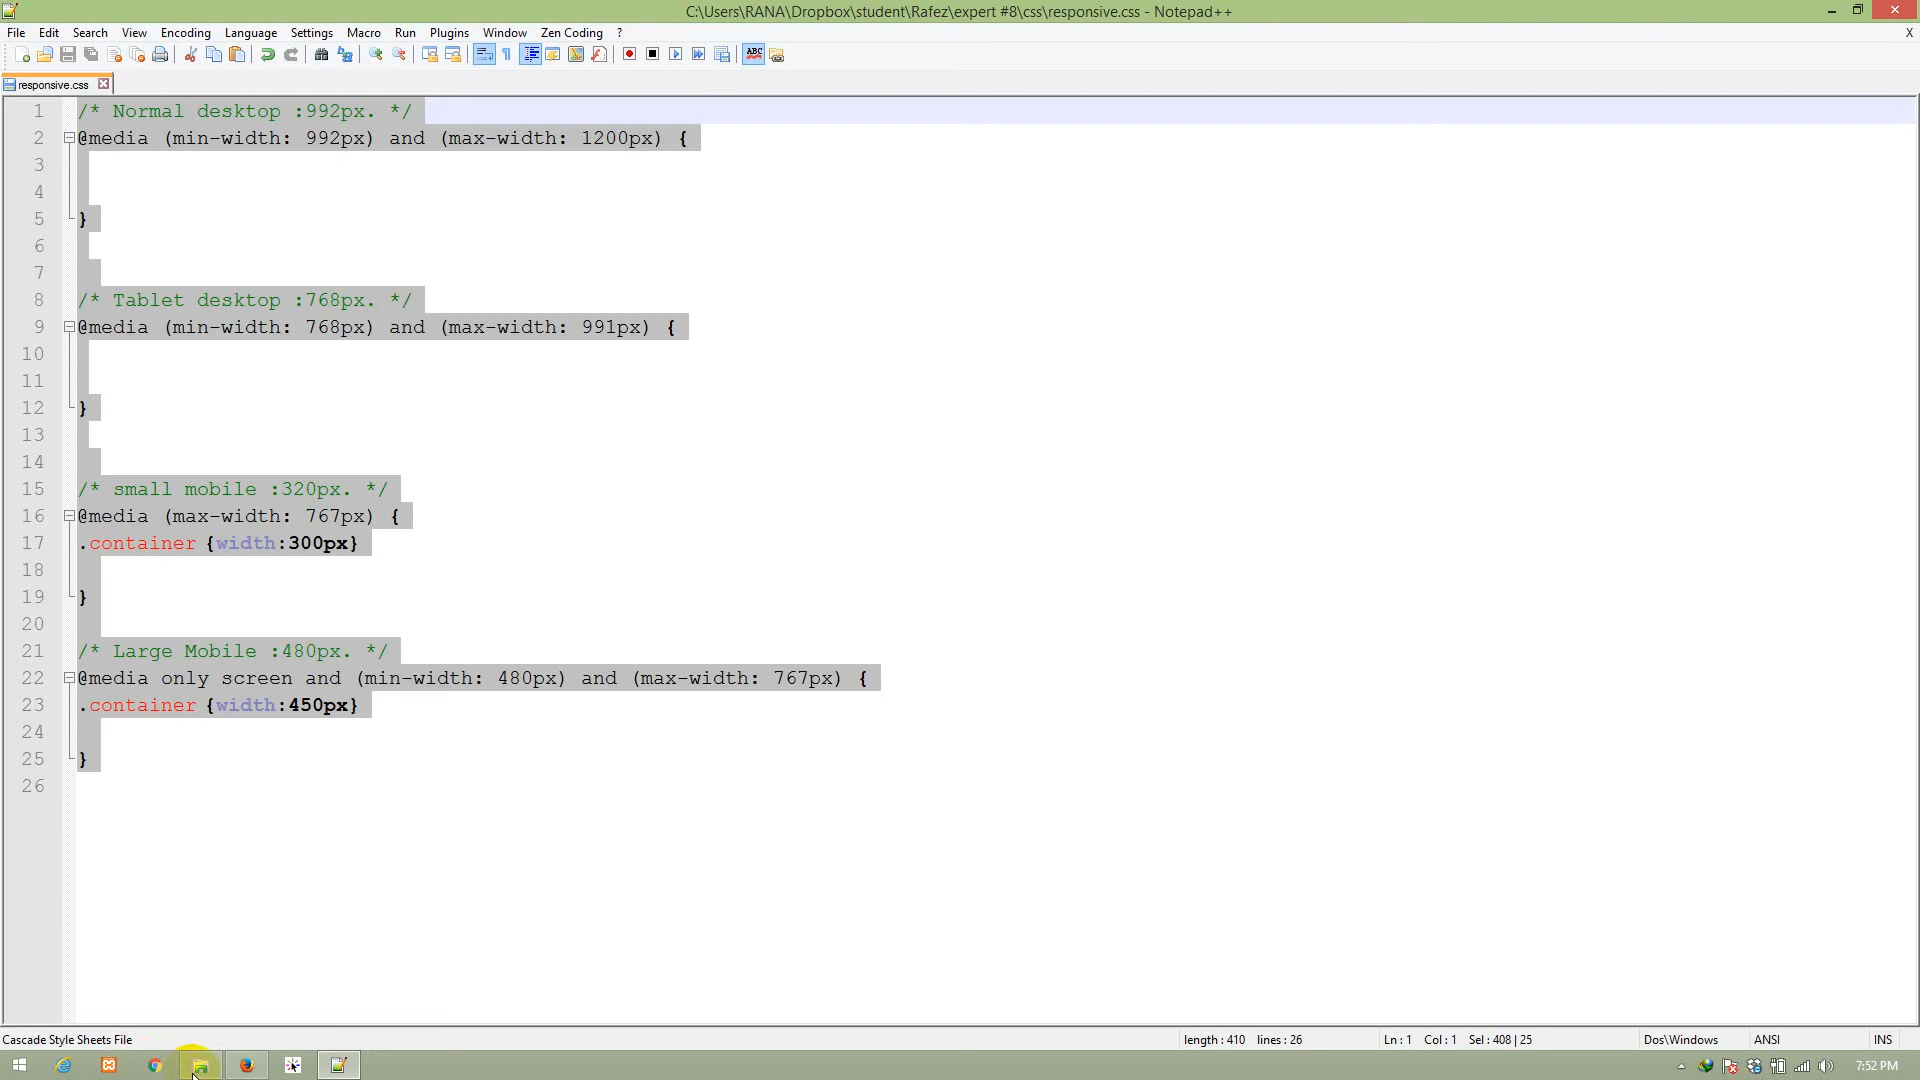 C:\Users\RANA\Dropbox\student\Rafez\expert #8\css\responsive.css - Notepad++
File Edit Search View Encoding Language Settings Macro Run Plugins Window Zen Coding ? X
ABC
responsive.css
1 /* Normal desktop :992px. */
2 @media (min-width: 992px) and (max-width: 1200px) {
3
4
5 }
6
7
8 /* Tablet desktop :768px. */
9 @media (min-width: 768px) and (max-width: 991px) {
10
11
12 }
13
14
15 /* small mobile :320px. */
16 @media (max-width: 767px) {
17 .container {width:300px}
18
19 }
20
21 /* Large Mobile :480px. */
22 @media only screen and (min-width: 480px) and (max-width: 767px) {
23 .container {width:450px}
24
25 }
26
Cascade Style Sheets File length : 410 lines : 26 Ln : 1 Col : 1 Sel : 408 | 25 Dos\Windows ANSI INS
7:52 PM